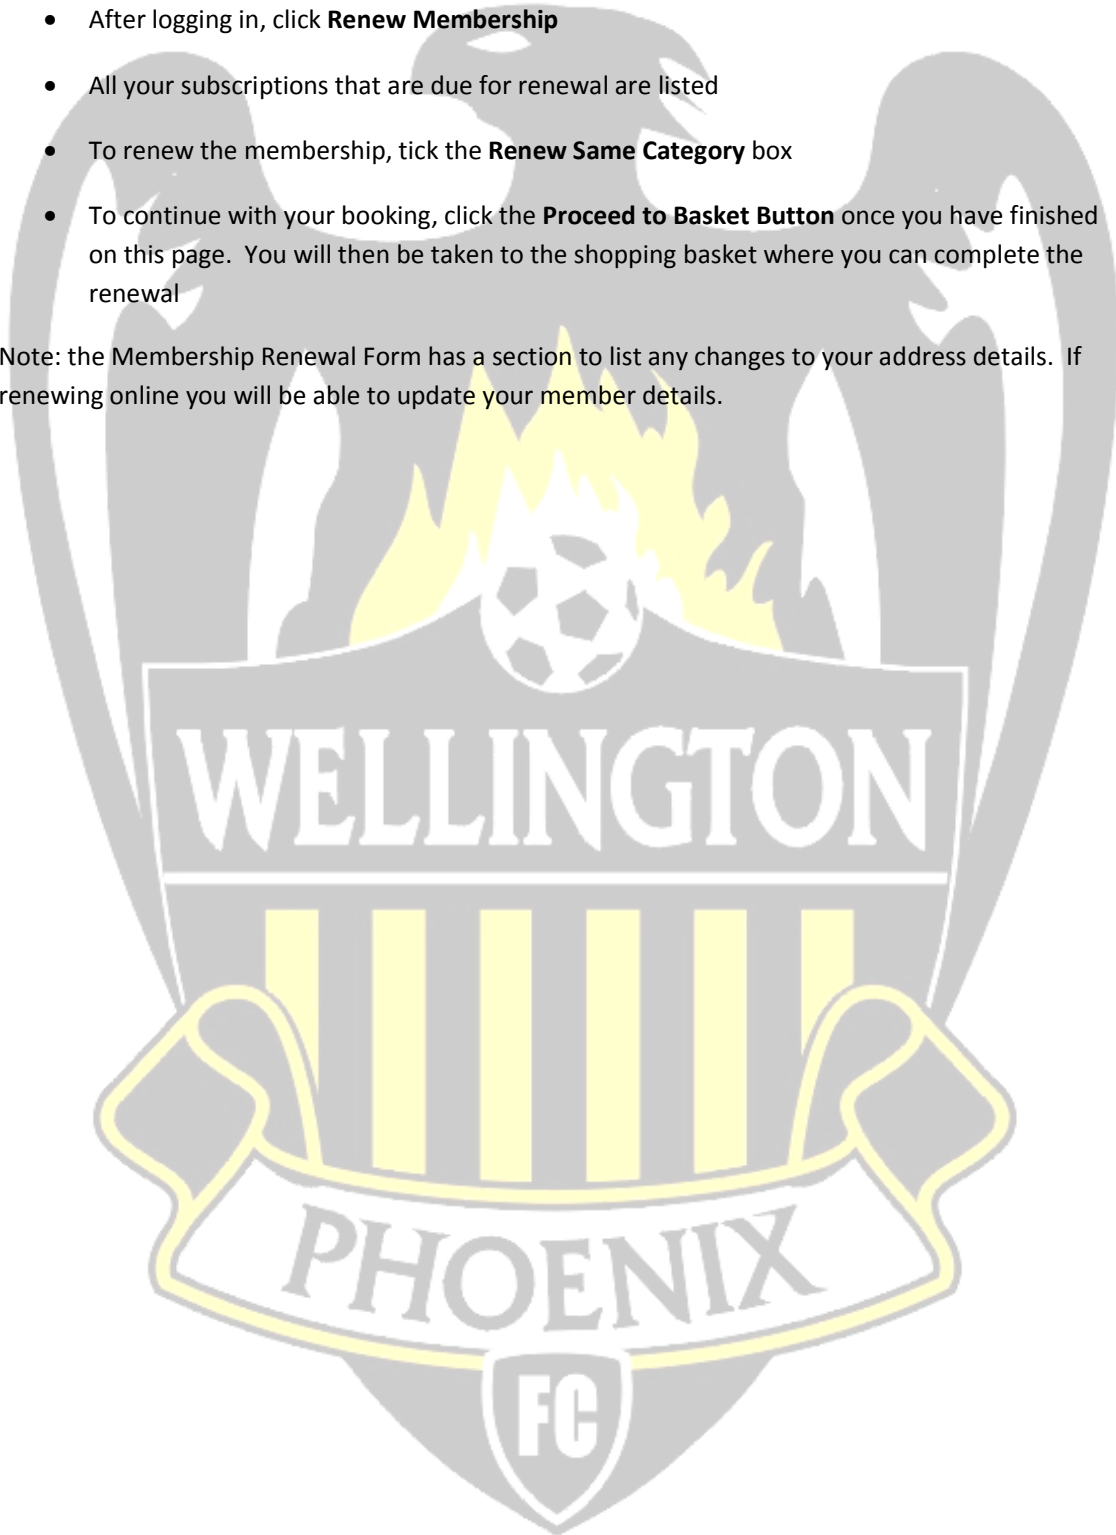 • After logging in, click Renew Membership
• All your subscriptions that are due for renewal are listed
• To renew the membership, tick the Renew Same Category box
• To continue with your booking, click the Proceed to Basket Button once you have finished
on this page.  You will then be taken to the shopping basket where you can complete the
renewal
Note: the Membership Renewal Form has a section to list any changes to your address details.  If
renewing online you will be able to update your member details.
WELLINGTON
PHOENIX
FC